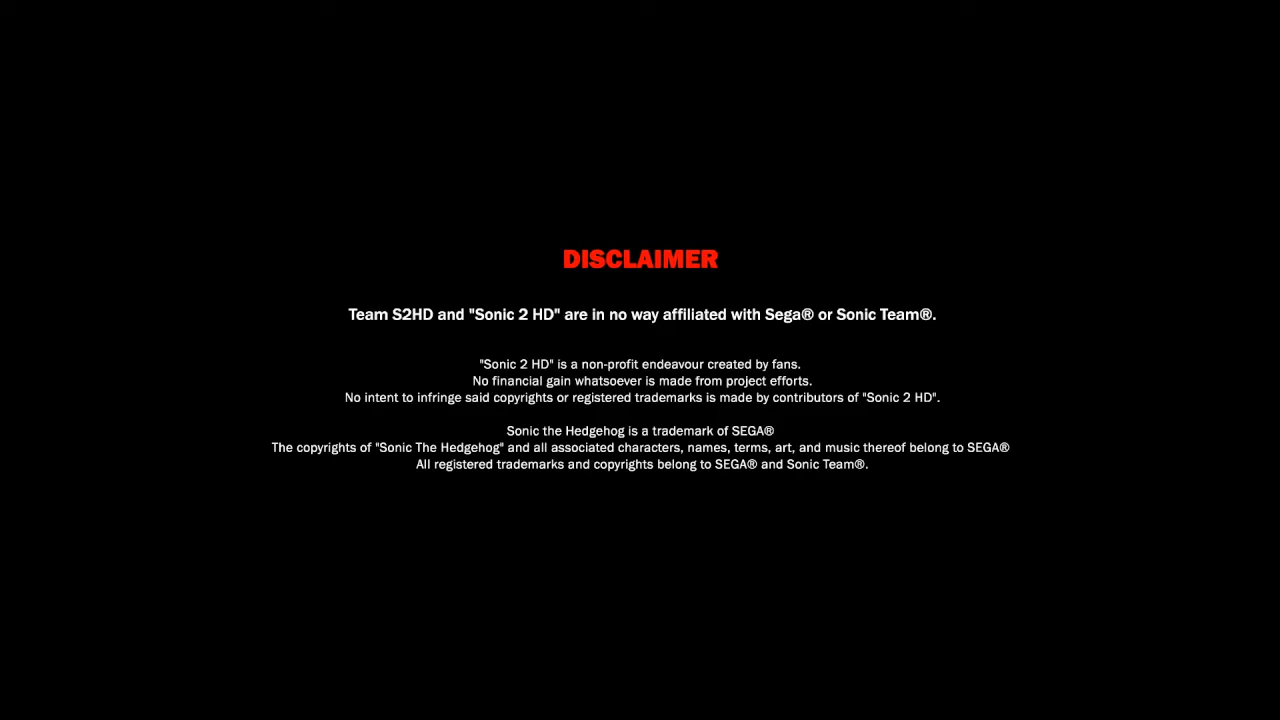 DISCLAIMER
Team S2HD and "Sonic 2 HD" are in no way affiliated with Sega® or Sonic Team®.
"Sonic 2 HD" is a non-profit endeavour created by fans.
No financial gain whatsoever is made from project efforts.
No intent to infringe said copyrights or registered trademarks is made by contributors of "Sonic 2 HD".
Sonic the Hedgehog is a trademark of SEGA®
The copyrights of "Sonic The Hedgehog" and all associated characters, names, terms, art, and music thereof belong to SEGA®
All registered trademarks and copyrights belong to SEGA® and Sonic Team®.